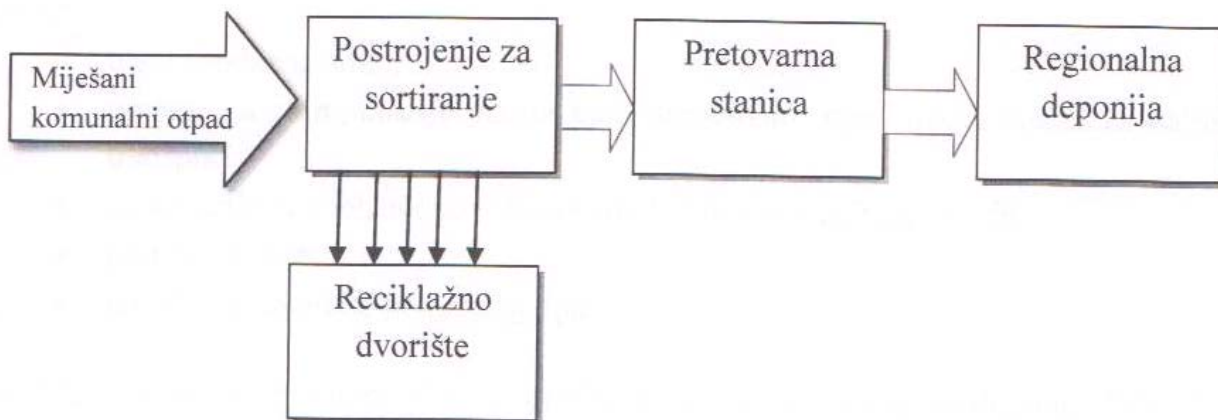 Miješani
komunalni otpad
Postrojenje za
sortiranje
Pretovarna
stanica
Regionalna
deponija
Reciklažno
dvorište